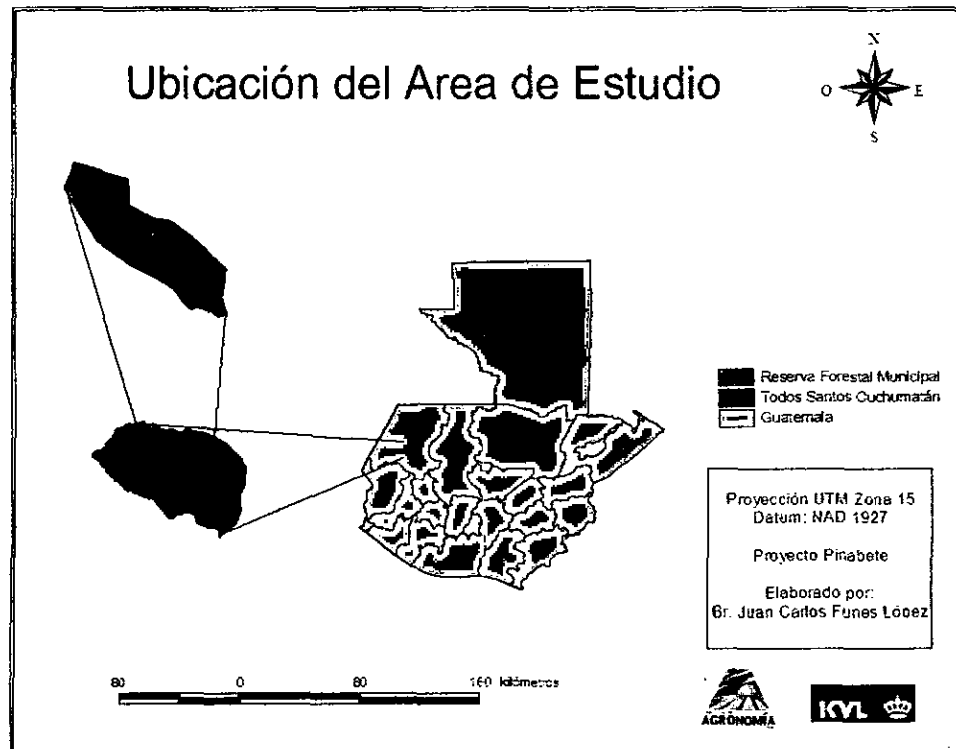 Ubicación del Area de Estudio
N
O E
S
Reserva Forestal Municipal
Todos Santos Cuchumatán
Guatemala
Proyección UTM Zona 15
Datum: NAD 1927
Proyecto Pinabete
Elaborado por:
Br. Juan Carlos Funes López
80 0 80 160 kilómetros
AGRONOMÍA
KVL